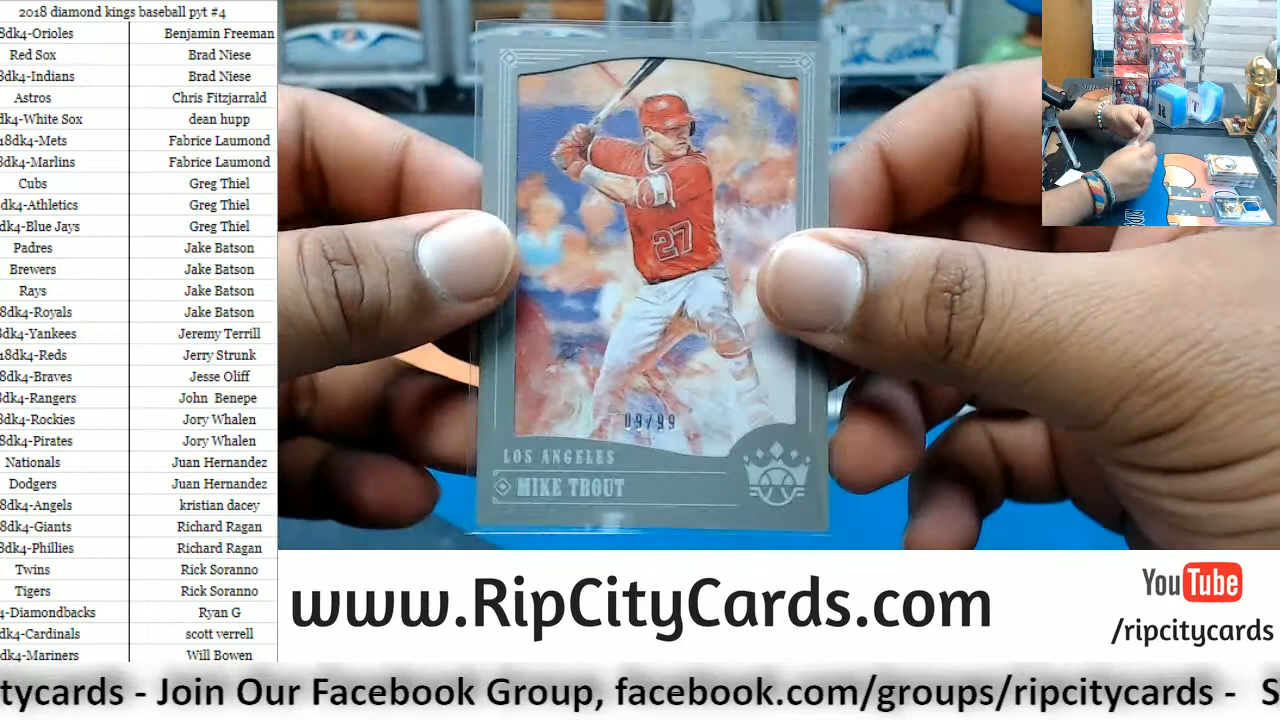 2018 diamond kings baseball pyt #4
8dk4-Orioles Benjamin Freeman
Red Sox Brad Niese
8dk4-Indians Brad Niese
Astros Chris Fitzjarrald
dk4-White Sox dean hupp
18dk4-Mets Fabrice Laumond
8dk4-Marlins Fabrice Laumond
Cubs Greg Thiel
dk4-Athletics Greg Thiel
dk4-Blue Jays Greg Thiel
Padres Jake Batson
Brewers Jake Batson
Rays Jake Batson
8dk4-Royals Jake Batson
8dk4-Yankees Jeremy Terrill
18dk4-Reds Jerry Strunk
8dk4-Braves Jesse Oliff
8dk4-Rangers John Benepe
8dk4-Rockies Jory Whalen
8dk4-Pirates Jory Whalen
Nationals Juan Hernandez
Dodgers Juan Hernandez
8dk4-Angels kristian dacey
8dk4-Giants Richard Ragan
8dk4-Phillies Richard Ragan
Twins Rick Soranno
Tigers Rick Soranno
4-Diamondbacks Ryan G
dk4-Cardinals scott verrell
dk4-Mariners Will Bowen
27
09/99
LOS ANGELES
MIKE TROUT
www.RipCityCards.com
YouTube
/ripcitycards
tycards - Join Our Facebook Group, facebook.com/groups/ripcitycards - S